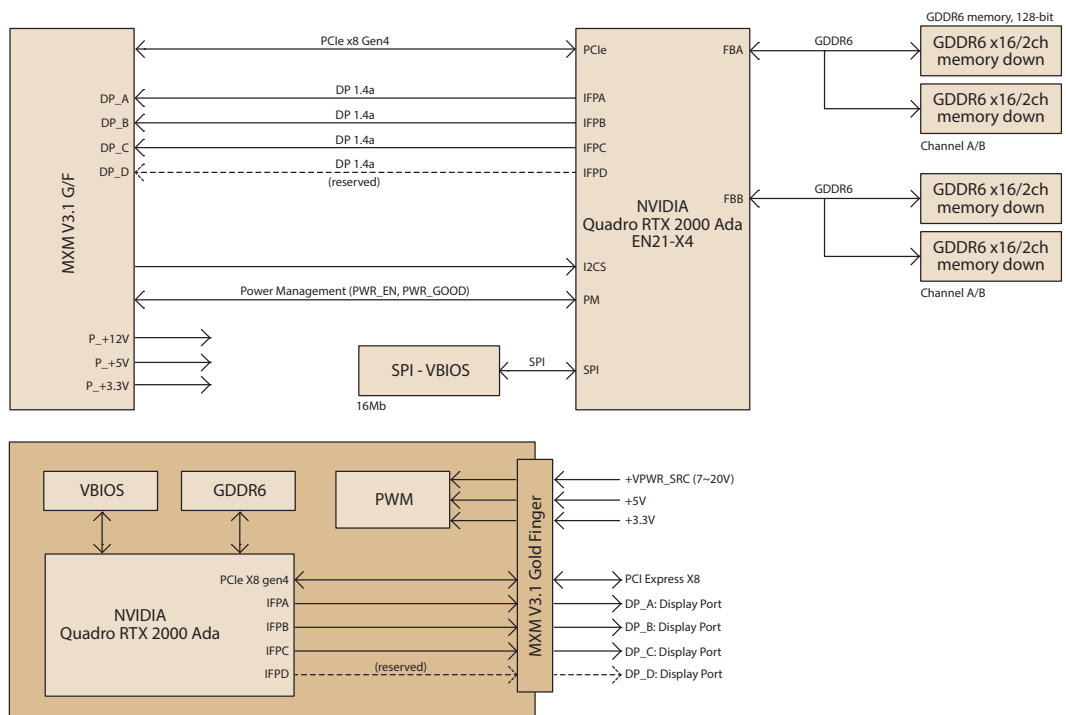 GDDR6 memory, 128-bit
PCIe x8 Gen4
PCIe
FBA
GDDR6
GDDR6 x16/2ch
memory down
DP_A
DP 1.4a
IFPA
GDDR6 x16/2ch
memory down
DP_B
DP 1.4a
IFPB
DP_C
DP 1.4a
IFPC
Channel A/B
DP_D
DP 1.4a
(reserved)
IFPD
MXM V3.1 G/F
NVIDIA
Quadro RTX 2000 Ada
EN21-X4
FBB
GDDR6
GDDR6 x16/2ch
memory down
GDDR6 x16/2ch
memory down
Channel A/B
I2CS
Power Management (PWR_EN, PWR_GOOD)
PM
P_+12V
P_+5V
P_+3.3V
SPI - VBIOS
16Mb
SPI
SPI
VBIOS
GDDR6
PWM
MXM V3.1 Gold Finger
+VPWR_SRC (7~20V)
+5V
+3.3V
NVIDIA
Quadro RTX 2000 Ada
PCIe X8 gen4
PCI Express X8
IFPA
DP_A: Display Port
IFPB
DP_B: Display Port
IFPC
DP_C: Display Port
IFPD
(reserved)
DP_D: Display Port